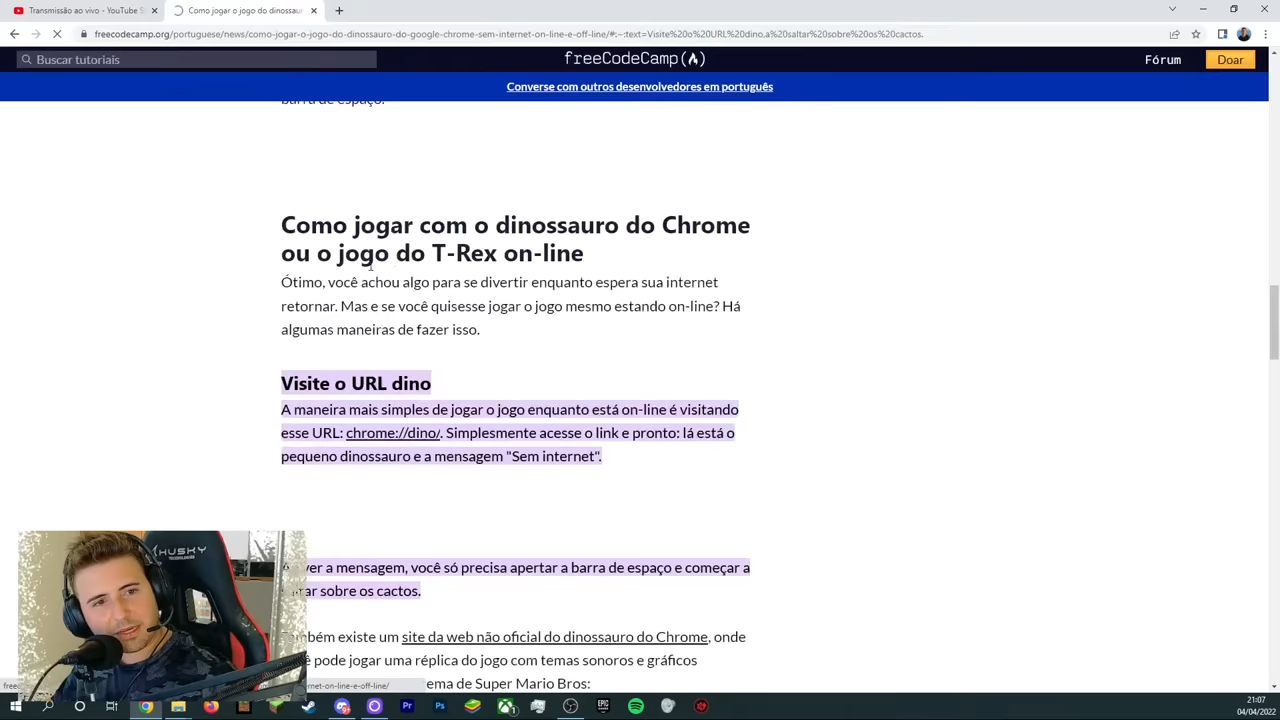 Transmissão ao vivo - YouTube S
Como jogar o jogo do dinossaur
freecodecamp.org/portuguese/news/como-jogar-o-jogo-do-dinossauro-do-google-chrome-sem-internet-on-line-e-off-line/#:~:text=Visite%20o%20URL%20dino,a%20saltar%20sobre%20os%20cactos.
Buscar tutoriais
freeCodeCamp
Fórum
Doar
Converse com outros desenvolvedores em português
barra de espaço.
Como jogar com o dinossauro do Chrome
ou o jogo do T-Rex on-line
Ótimo, você achou algo para se divertir enquanto espera sua internet
retornar. Mas e se você quisesse jogar o jogo mesmo estando on-line? Há
algumas maneiras de fazer isso.
Visite o URL dino
A maneira mais simples de jogar o jogo enquanto está on-line é visitando
esse URL: chrome://dino/. Simplesmente acesse o link e pronto: lá está o
pequeno dinossauro e a mensagem "Sem internet".
ver a mensagem, você só precisa apertar a barra de espaço e começar a
ar sobre os cactos.
mbém existe um site da web não oficial do dinossauro do Chrome, onde
ê pode jogar uma réplica do jogo com temas sonoros e gráficos
ema de Super Mario Bros:
HUSKY
freec
ternet-on-line-e-off-line/
21:07
04/04/2022